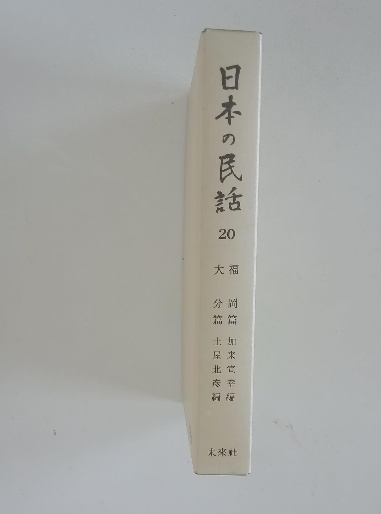 日本の民話
20
福岡篇 加来宣幸編
大分篇 土屋北彦編
未来社